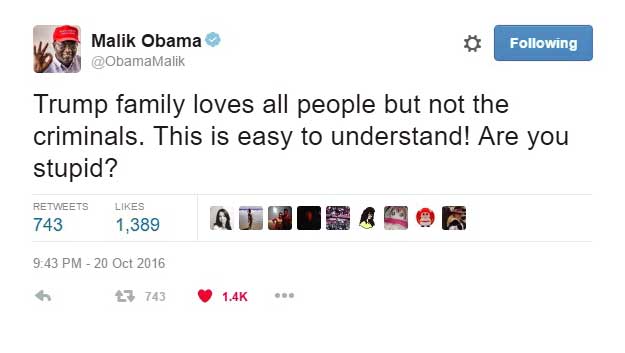 Malik Obama
@ObamaMalik
Following
Trump family loves all people but not the
criminals. This is easy to understand! Are you
stupid?
RETWEETS LIKES
743 1,389
9:43 PM - 20 Oct 2016
743 1.4K